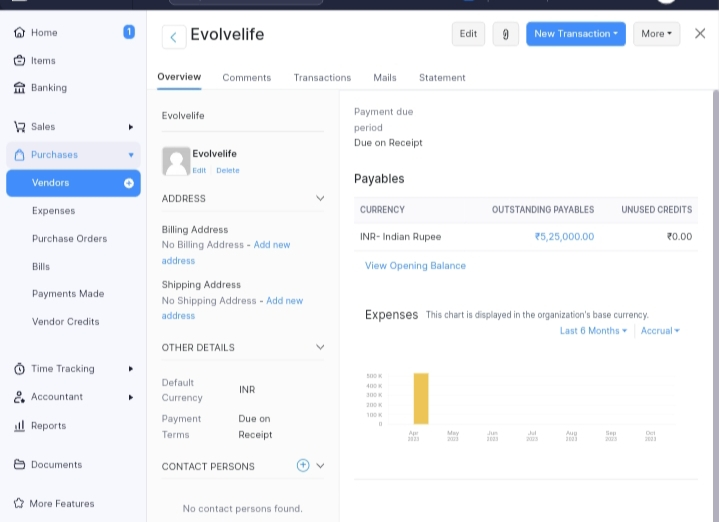 Evolvelife
Edit
New Transaction
More
Home
1
Items
Banking
Sales
Purchases
Vendors
Expenses
Purchase Orders
Bills
Payments Made
Vendor Credits
Time Tracking
Accountant
Reports
Documents
More Features
Overview
Comments
Transactions
Mails
Statement
Evolvelife
Evolvelife
Edit
Delete
ADDRESS
Billing Address
No Billing Address - Add new
address
Shipping Address
No Shipping Address - Add new
address
OTHER DETAILS
Default
Currency
INR
Payment
Terms
Due on
Receipt
CONTACT PERSONS
No contact persons found.
Payment due
period
Due on Receipt
Payables
CURRENCY OUTSTANDING PAYABLES UNUSED CREDITS
INR- Indian Rupee ₹5,25,000.00 ₹0.00
View Opening Balance
Expenses This chart is displayed in the organization's base currency.
Last 6 Months Accrual
500 K
400 K
300 K
200 K
100 K
0
Apr May Jun Jul Aug Sep Oct
2023 2023 2023 2023 2023 2023 2023